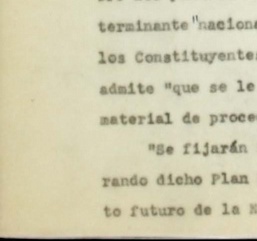 terminante "naciona
los Constituyente
admite "que se le
material de proce
"Se fijarán
rando dicho Plan
to futuro de la N